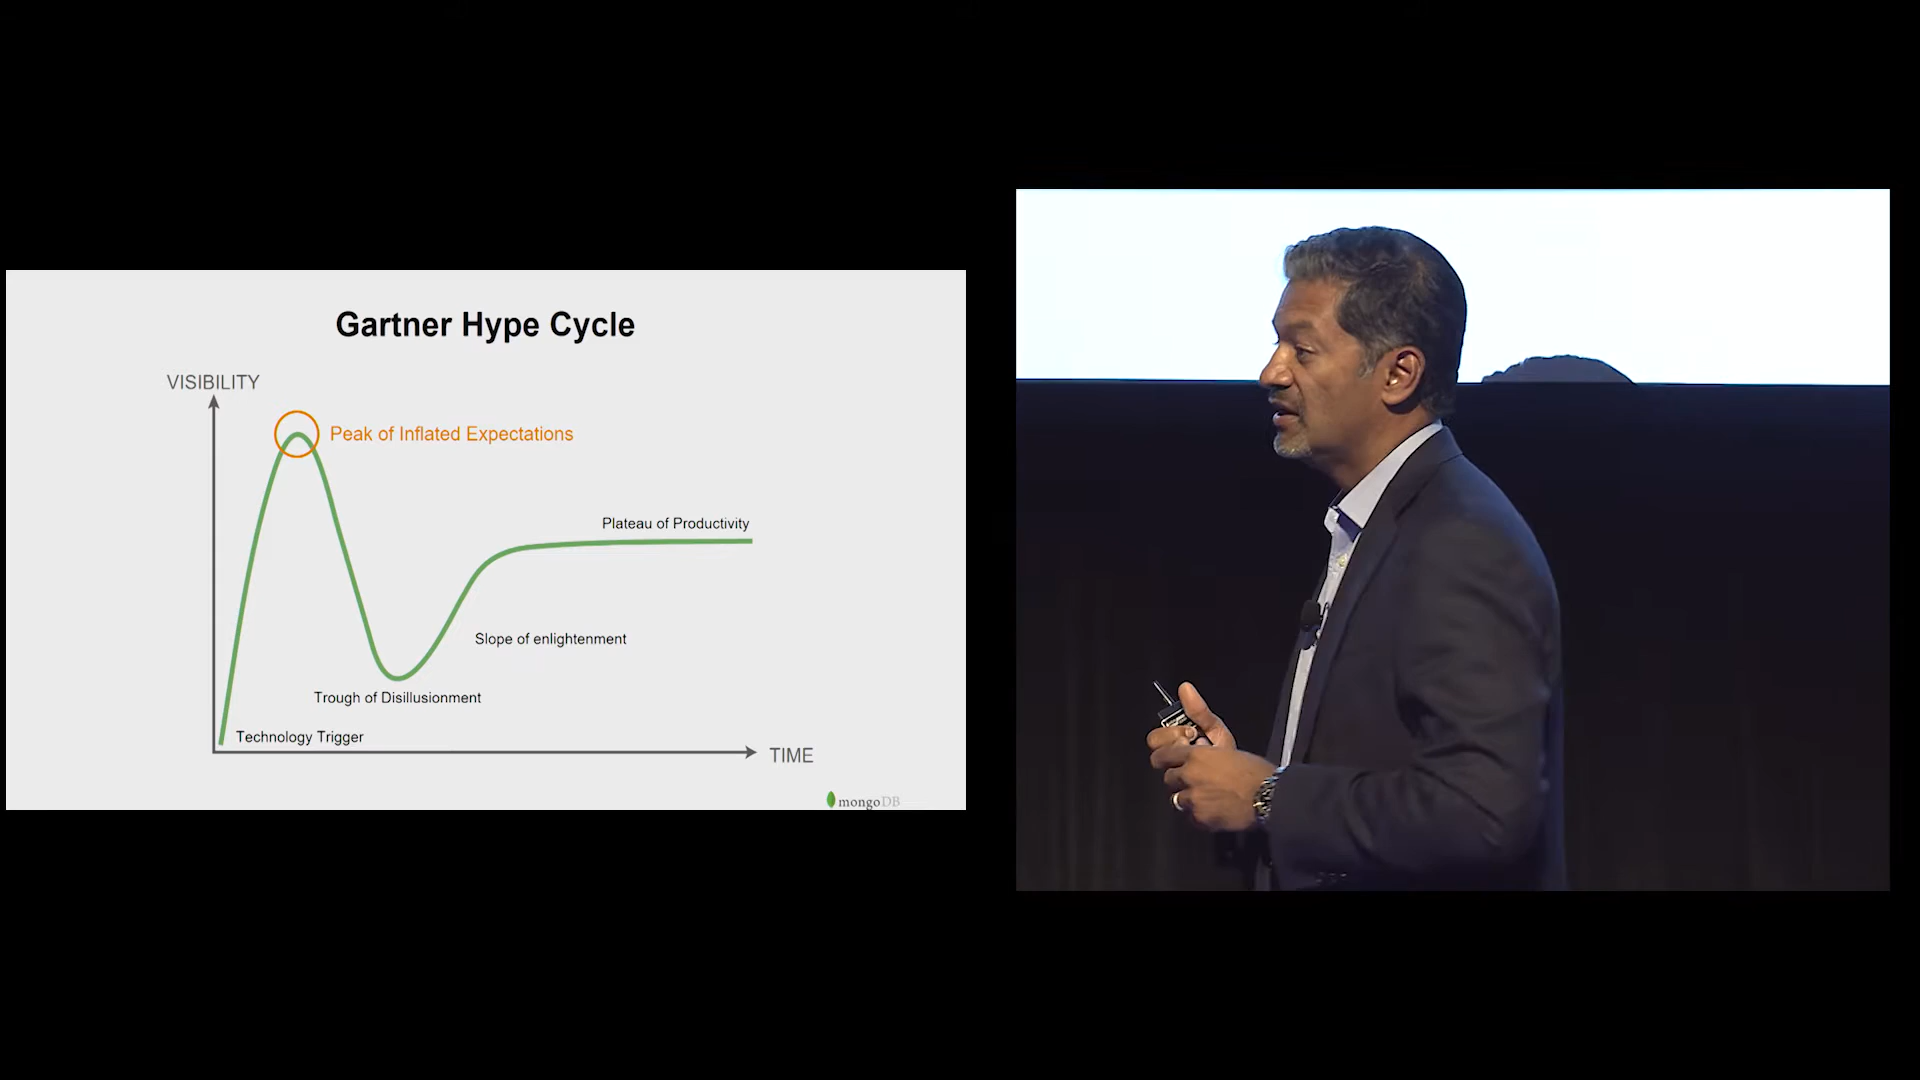 Gartner Hype Cycle
VISIBILITY
Peak of Inflated Expectations
Plateau of Productivity
Slope of enlightenment
Trough of Disillusionment
Technology Trigger
TIME
mongoDB